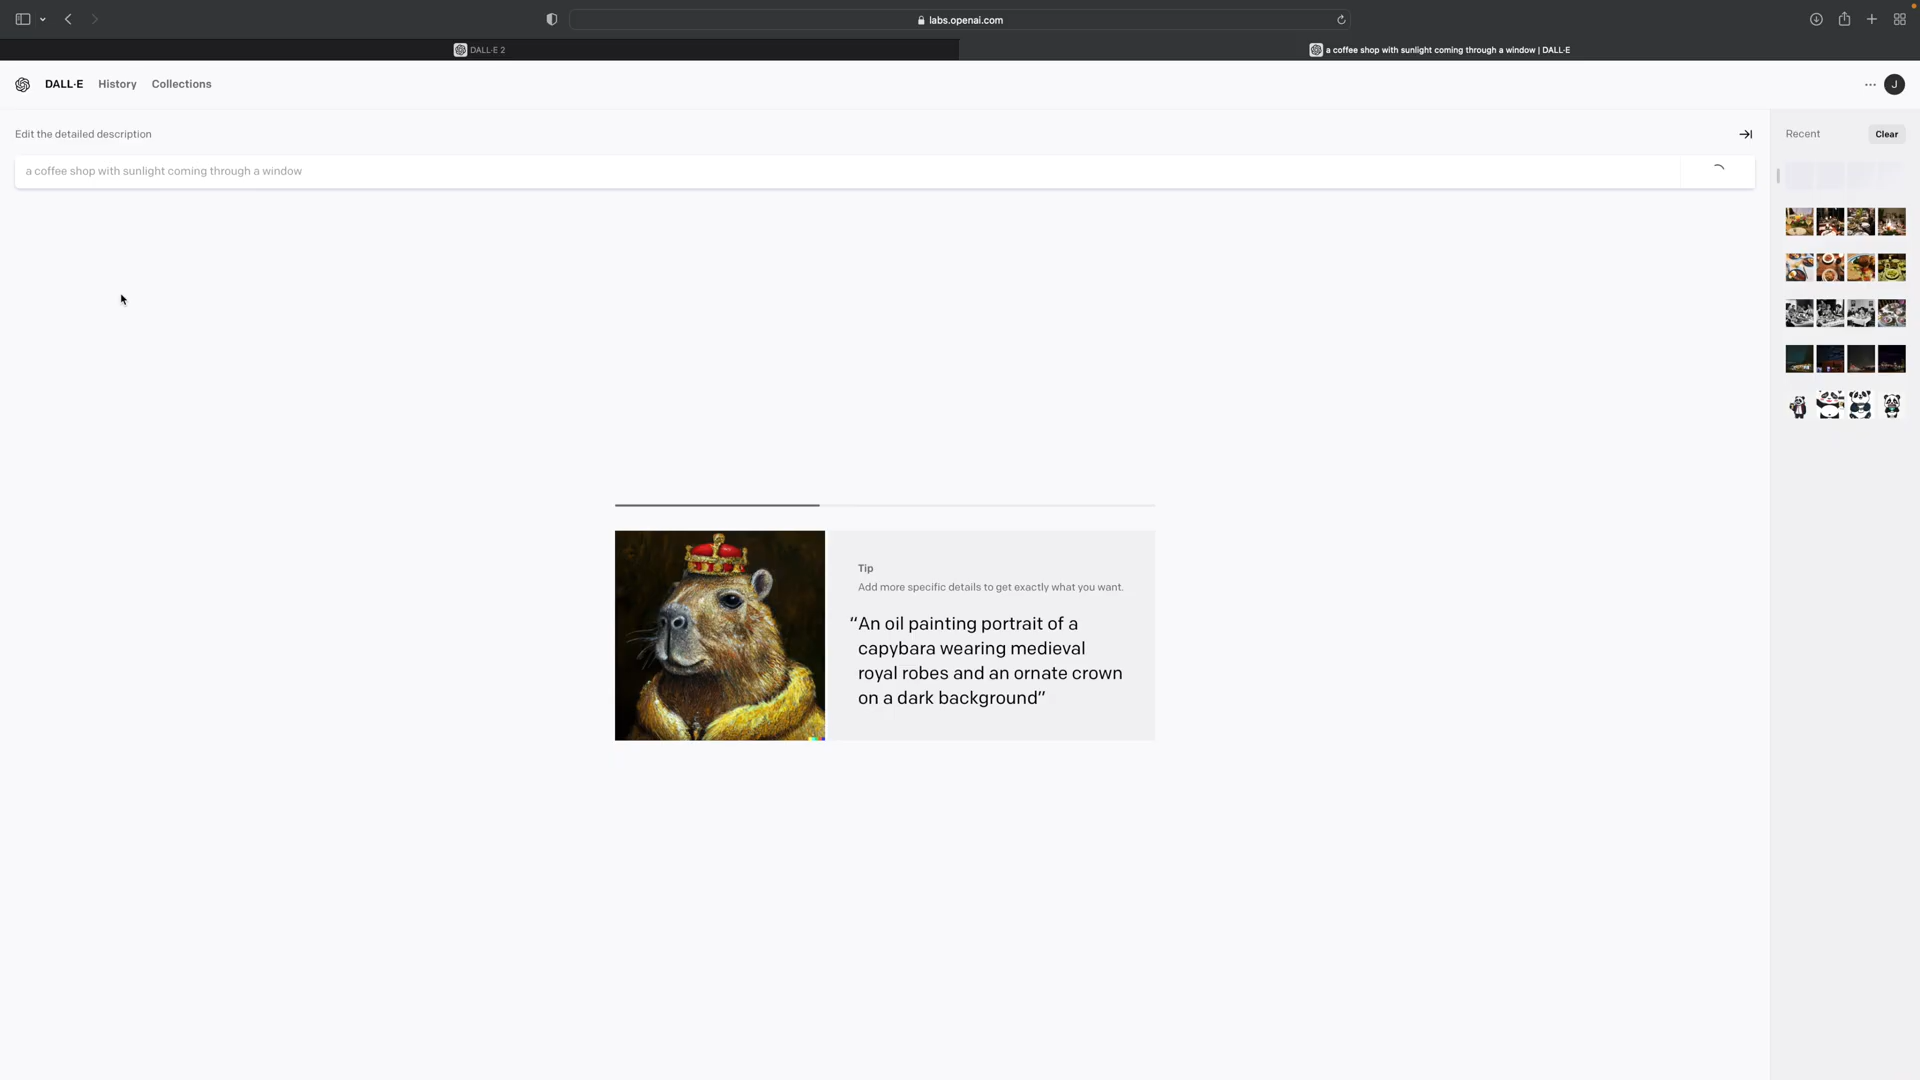 labs.openai.com
DALL·E 2
a coffee shop with sunlight coming through a window | DALL·E
DALL·E
History
Collections
J
Edit the detailed description
Recent
Clear
a coffee shop with sunlight coming through a window
Tip
Add more specific details to get exactly what you want.
“An oil painting portrait of a
capybara wearing medieval
royal robes and an ornate crown
on a dark background”